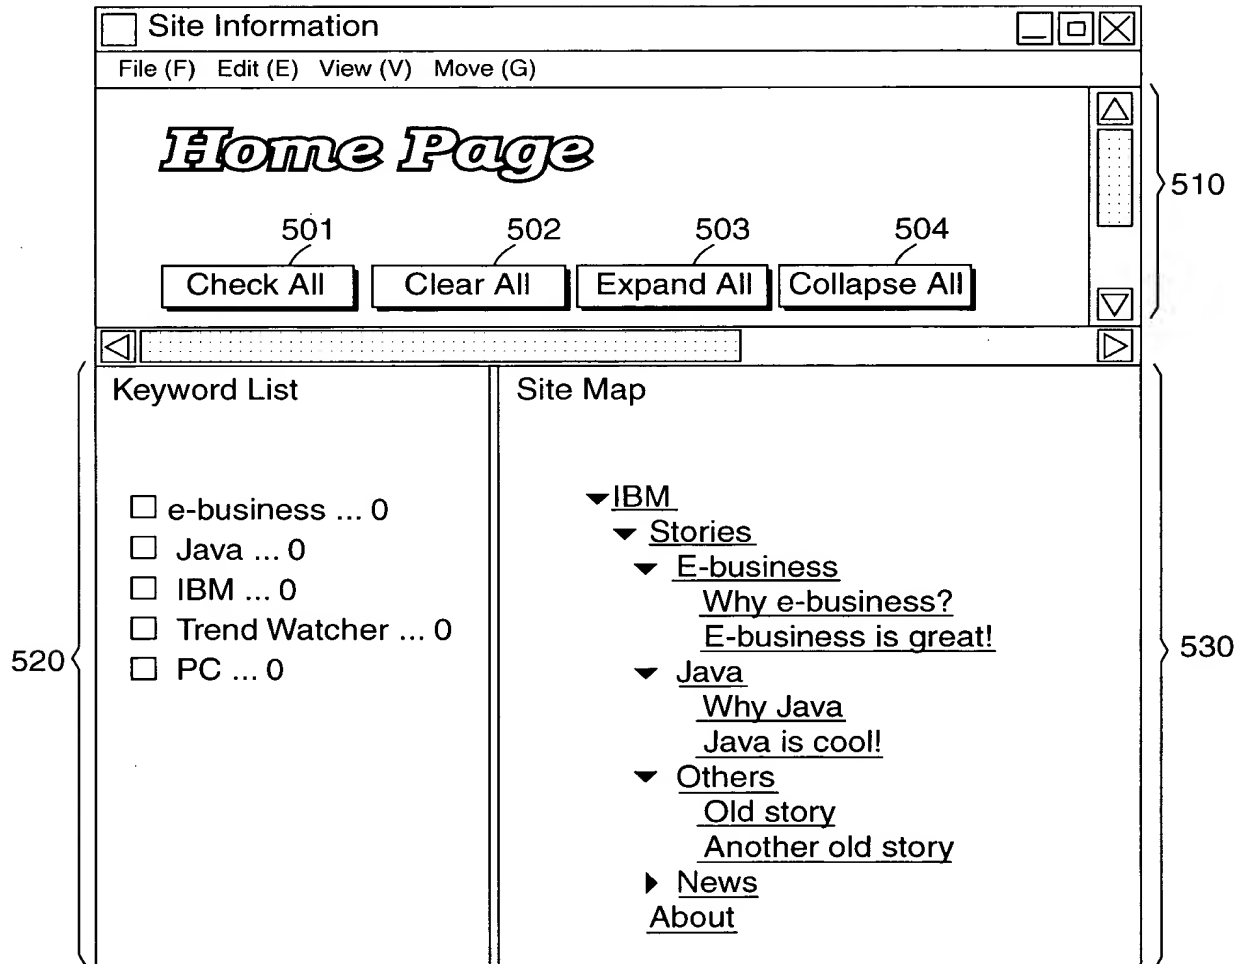 Site Information
File (F) Edit (E) View (V) Move (G)
Home Page
510
501 502 503 504
Check All Clear All Expand All Collapse All
Keyword List
e-business ... 0
Java ... 0
IBM ... 0
Trend Watcher ... 0
PC ... 0
520
Site Map
IBM
Stories
E-business
Why e-business?
E-business is great!
Java
Why Java
Java is cool!
Others
Old story
Another old story
News
About
530